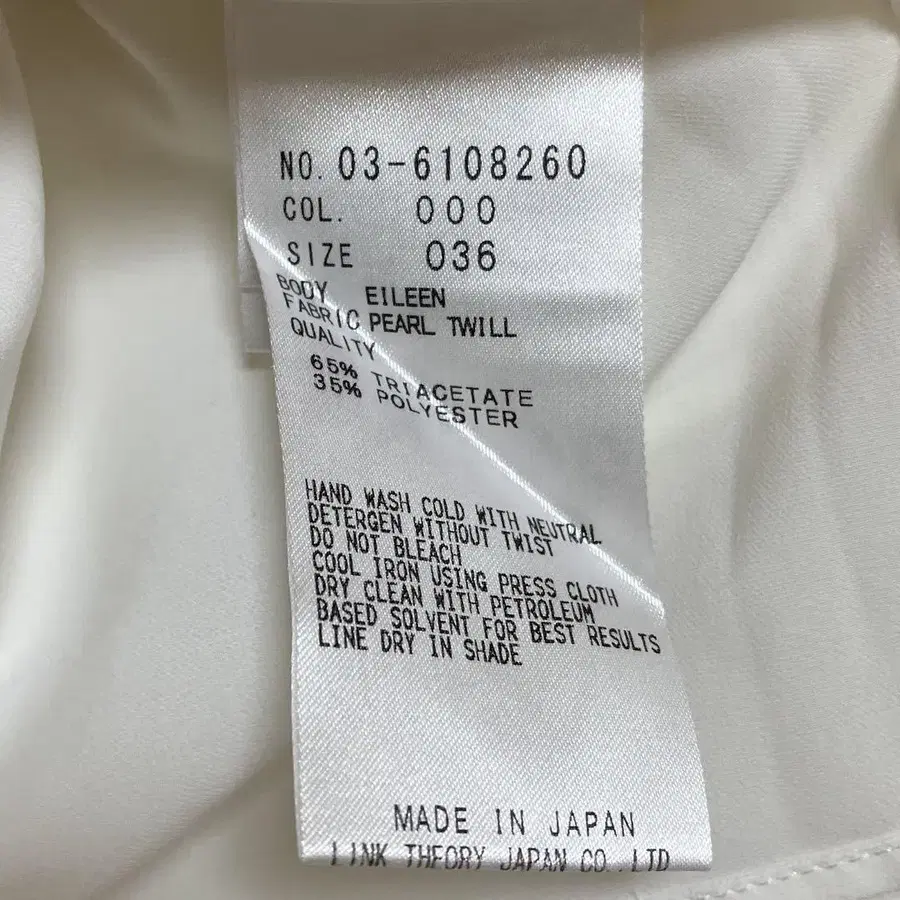 NO. 03-6108260
COL. 000
SIZE 036
BODY EILEEN
FABRIC PEARL TWILL
QUALITY
65% TRIACETATE
35% POLYESTER
HAND WASH COLD WITH NEUTRAL
DETERGEN WITHOUT TWIST
DO NOT BLEACH
COOL IRON USING PRESS CLOTH
DRY CLEAN WITH PETROLEUM
BASED SOLVENT FOR BEST RESULTS
LINE DRY IN SHADE
MADE IN JAPAN
LINK THEORY JAPAN CO.,LTD